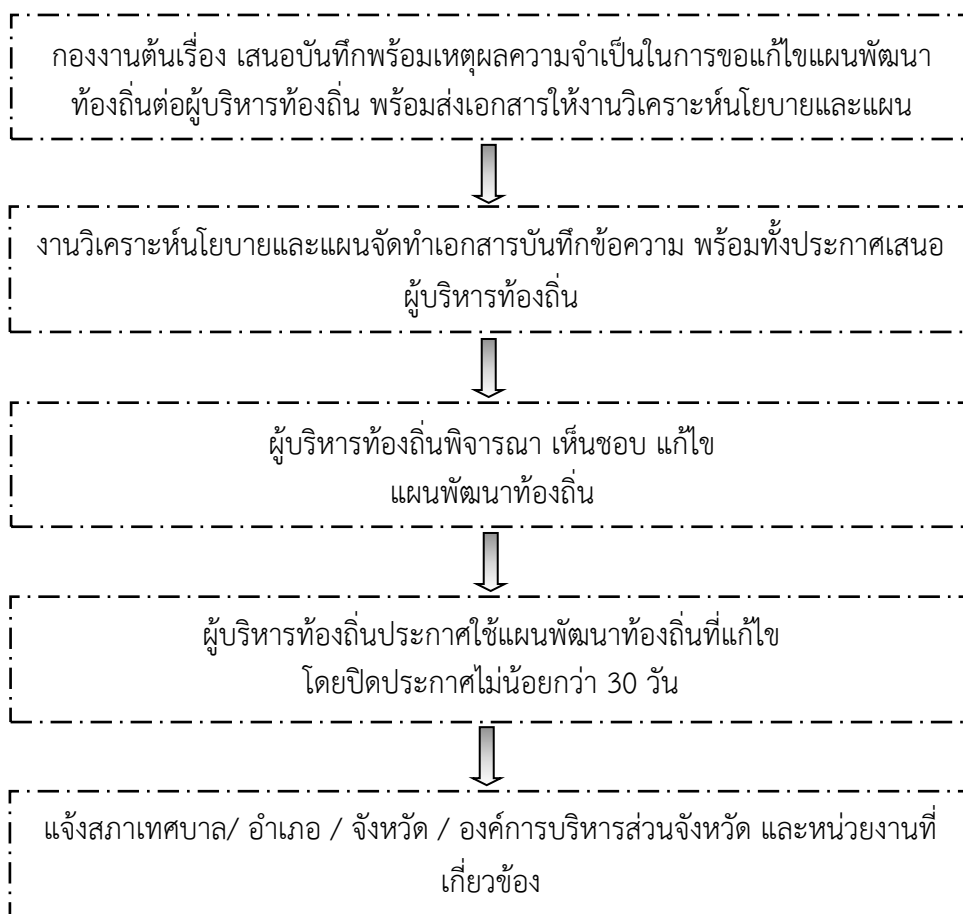 กองงานต้นเรื่อง เสนอบันทึกพร้อมเหตุผลความจำเป็นในการขอแก้ไขแผนพัฒนา
ท้องถิ่นต่อผู้บริหารท้องถิ่น พร้อมส่งเอกสารให้งานวิเคราะห์นโยบายและแผน
งานวิเคราะห์นโยบายและแผนจัดทำเอกสารบันทึกข้อความ พร้อมทั้งประกาศเสนอ
ผู้บริหารท้องถิ่น
ผู้บริหารท้องถิ่นพิจารณา เห็นชอบ แก้ไข
แผนพัฒนาท้องถิ่น
ผู้บริหารท้องถิ่นประกาศใช้แผนพัฒนาท้องถิ่นที่แก้ไข
โดยปิดประกาศไม่น้อยกว่า 30 วัน
แจ้งสภาเทศบาล/ อำเภอ / จังหวัด / องค์การบริหารส่วนจังหวัด และหน่วยงานที่
เกี่ยวข้อง